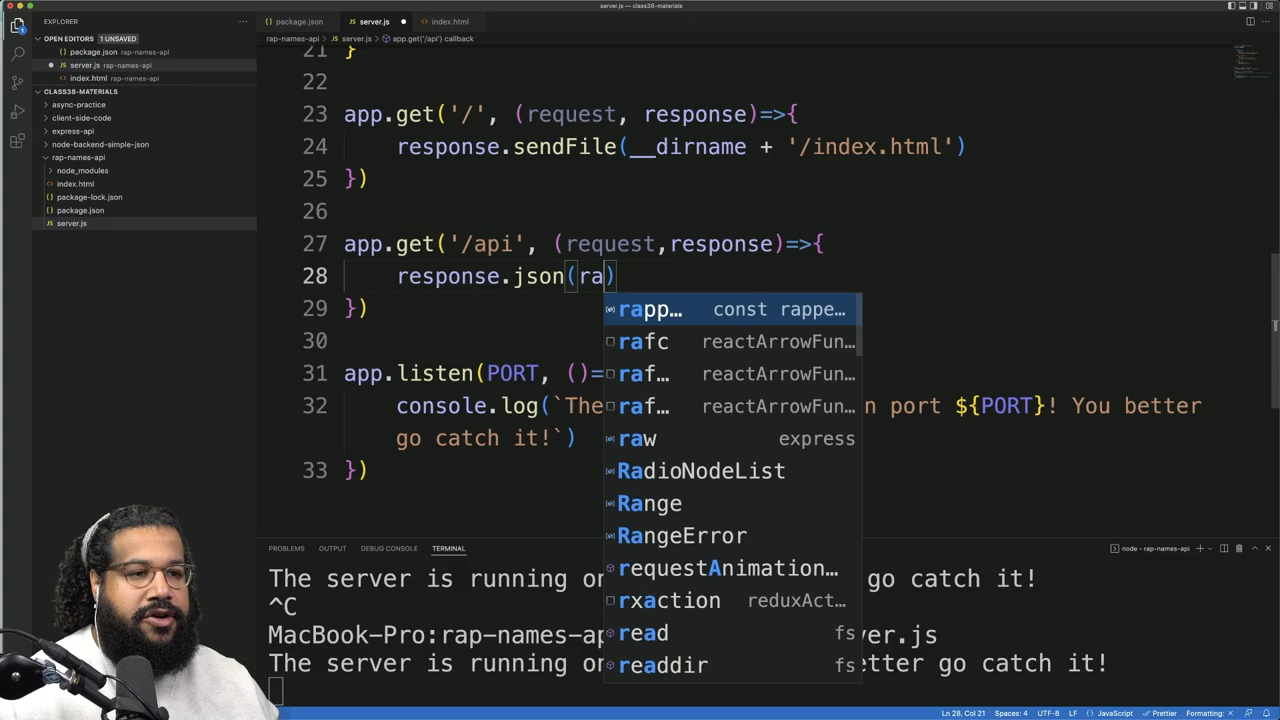 server.js — class38-materials
EXPLORER
OPEN EDITORS 1 UNSAVED
package.json rap-names-api
server.js rap-names-api
index.html rap-names-api
CLASS38-MATERIALS
async-practice
client-side-code
express-api
node-backend-simple-json
rap-names-api
node_modules
index.html
package-lock.json
package.json
server.js
package.json
server.js
index.html
rap-names-api > server.js > app.get('/api') callback
21 }
22
23 app.get('/', (request, response)=>{
24 response.sendFile(__dirname + '/index.html')
25 })
26
27 app.get('/api', (request,response)=>{
28 response.json(ra)
29 })
30
31 app.listen(PORT, ()=
32 console.log(`The n port ${PORT}! You better
go catch it!`)
33 })
rapp… const rappe…
rafc reactArrowFun…
raf… reactArrowFun…
raf… reactArrowFun…
raw express
RadioNodeList
Range
RangeError
requestAnimation…
rxaction reduxAct…
read fs
readdir fs
PROBLEMS OUTPUT DEBUG CONSOLE TERMINAL
node - rap-names-api
The server is running on go catch it!
^C
MacBook-Pro:rap-names-ap ver.js
The server is running on etter go catch it!
Ln 28, Col 21 Spaces: 4 UTF-8 LF {} JavaScript Prettier Formatting: ×